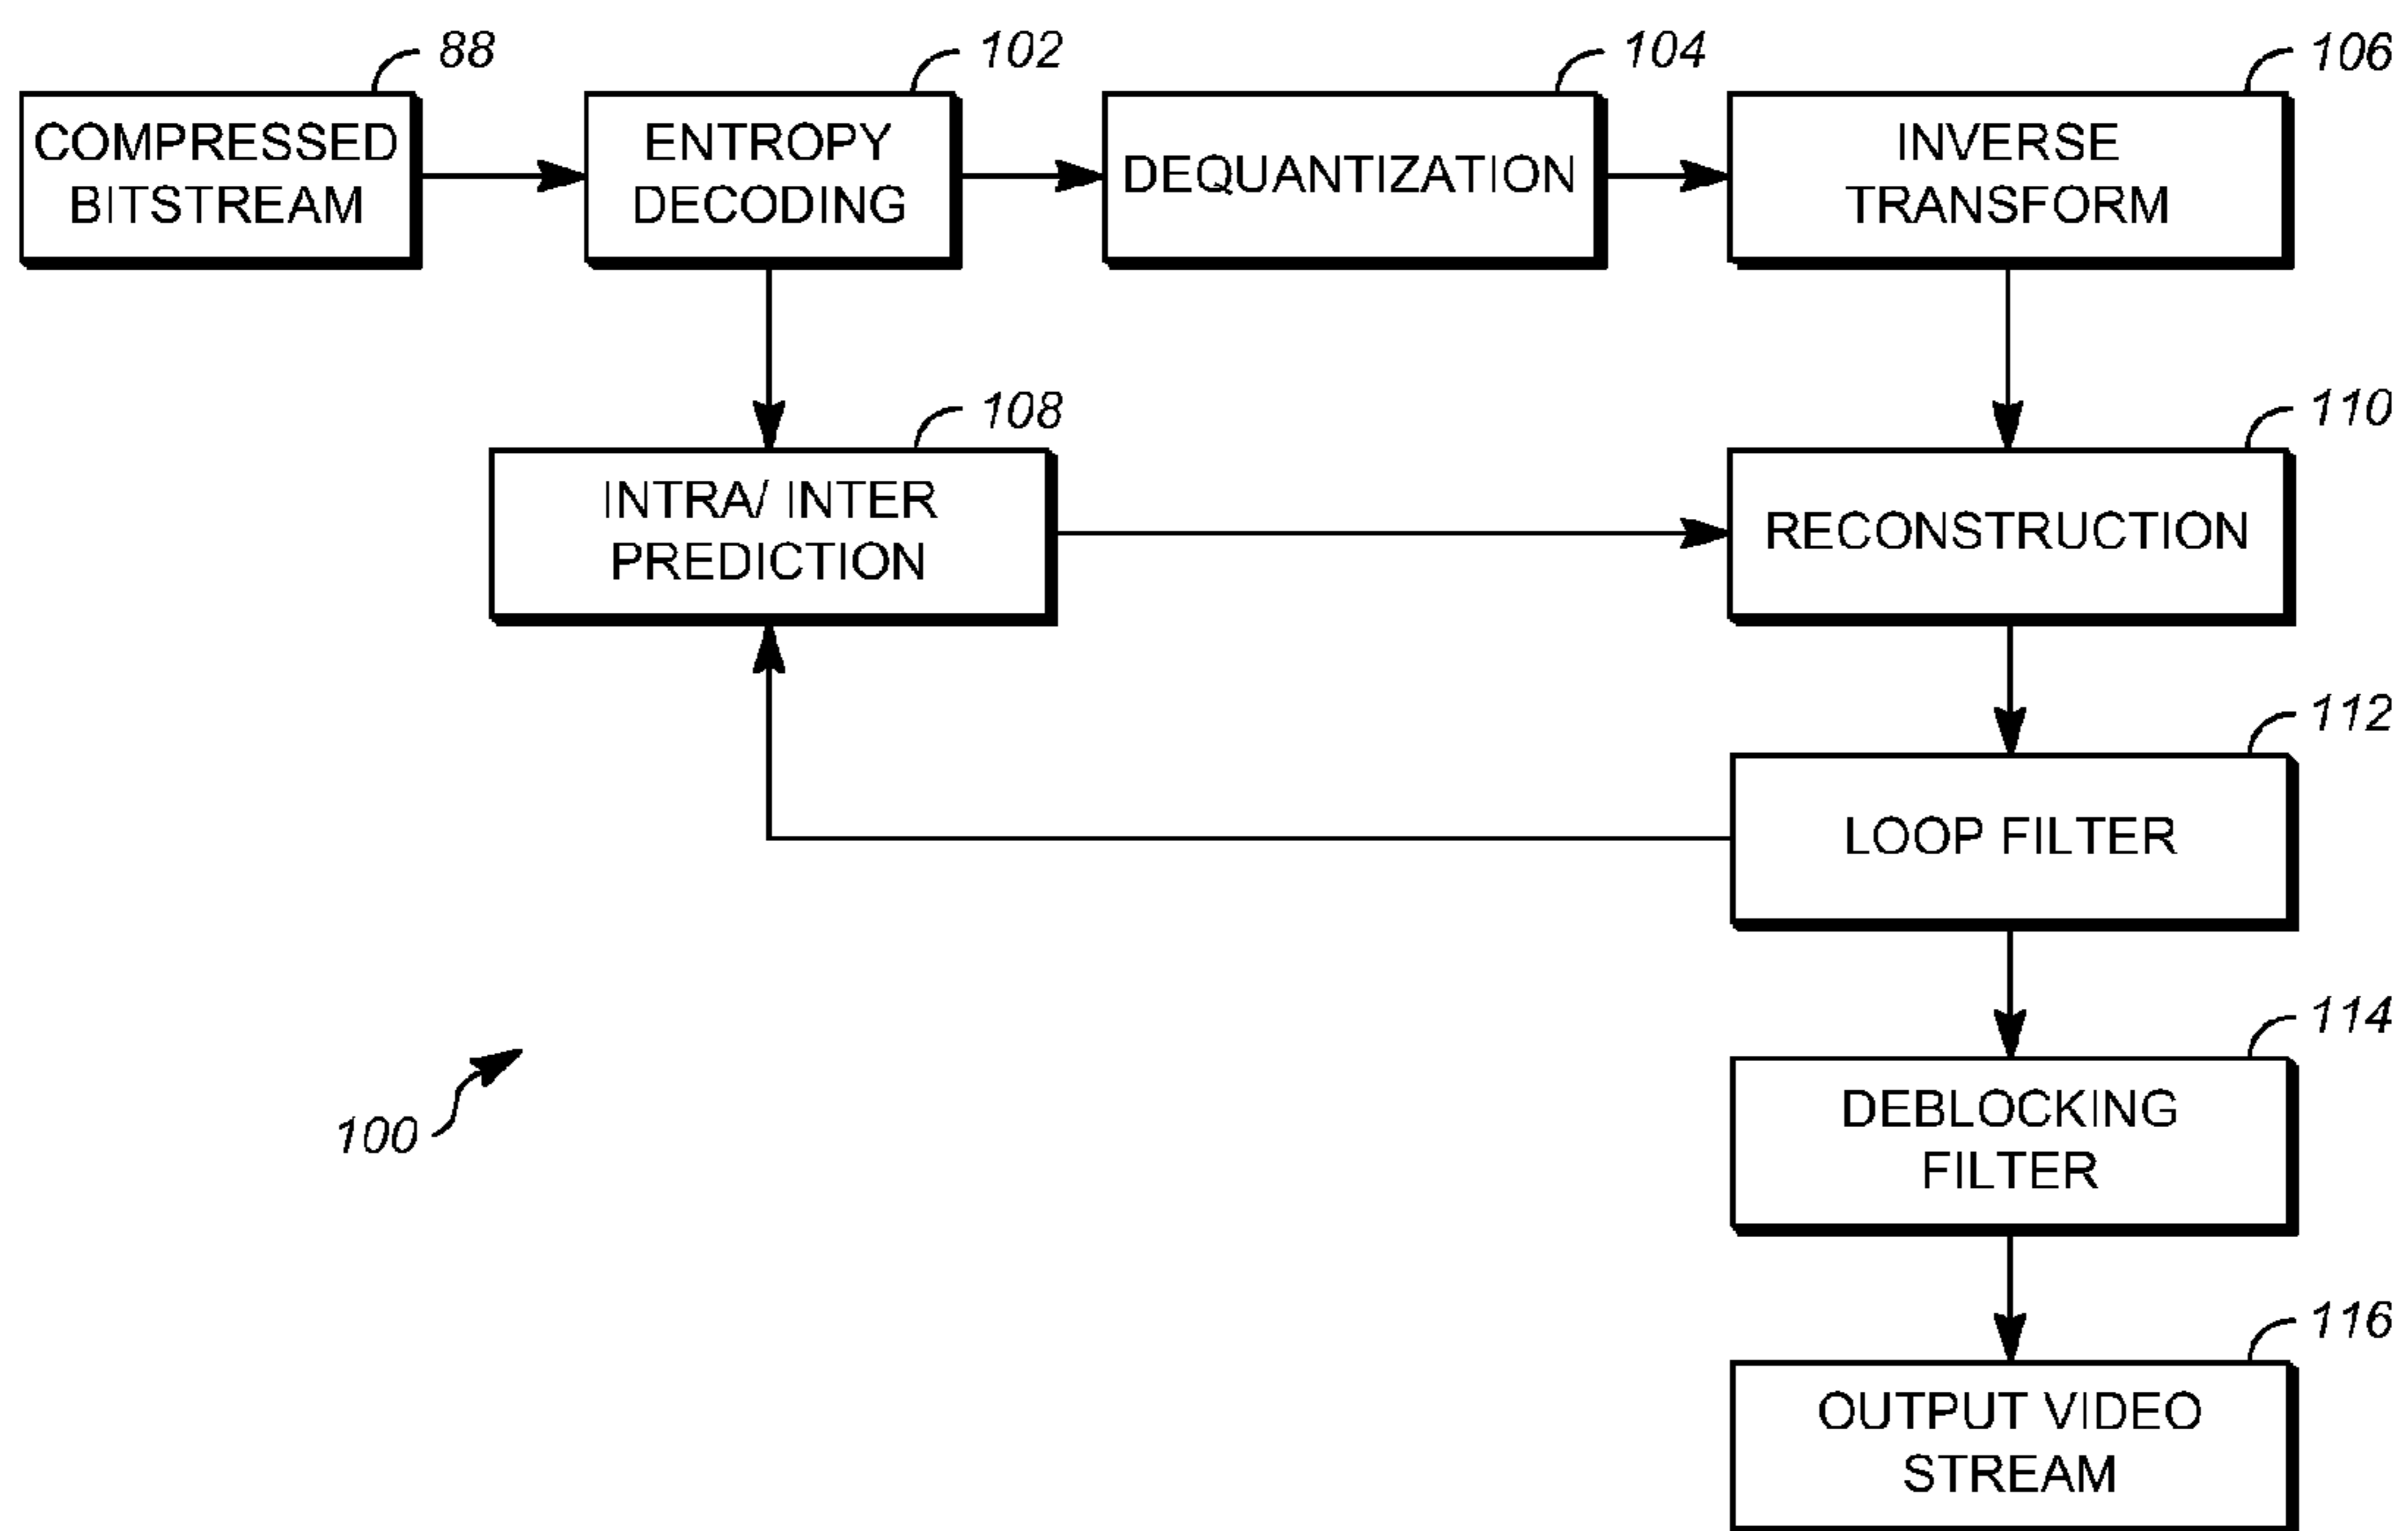 88
102
104
106
COMPRESSED
BITSTREAM
ENTROPY
DECODING
DEQUANTIZATION
INVERSE
TRANSFORM
108
110
INTRA/ INTER
PREDICTION
RECONSTRUCTION
112
LOOP FILTER
114
DEBLOCKING
FILTER
100
116
OUTPUT VIDEO
STREAM